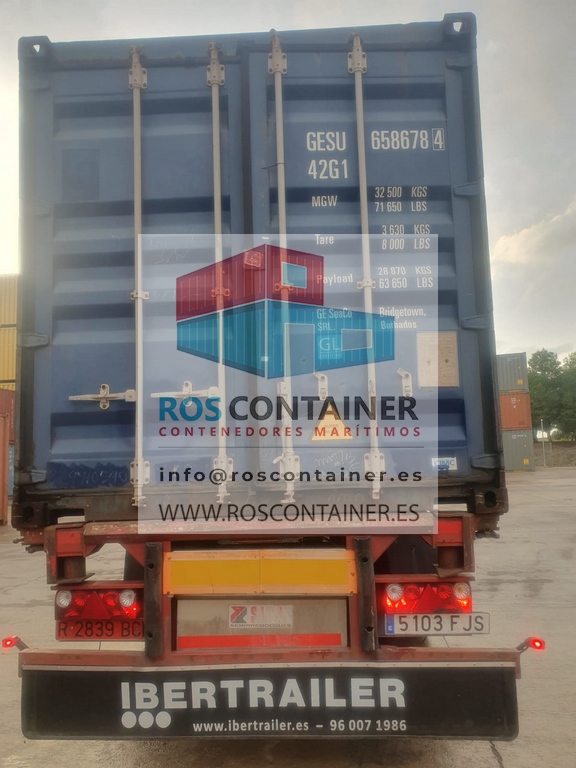 GESU 658678 4
42G1
MGW 32 500 KGS
71 650 LBS
Tare 3 630 KGS
8 000 LBS
Payload 28 870 KGS
63 650 LBS
GE SeaCo Bridgetown,
SRL Barbados
GL
RÓS CONTAINER
CONTENEDORES MARÍTIMOS
info@roscontainer.es
WWW.ROSCONTAINER.ES
R 2839 BC
5103 FJS
IBERTRAILER
www.ibertrailer.es – 96 007 1986